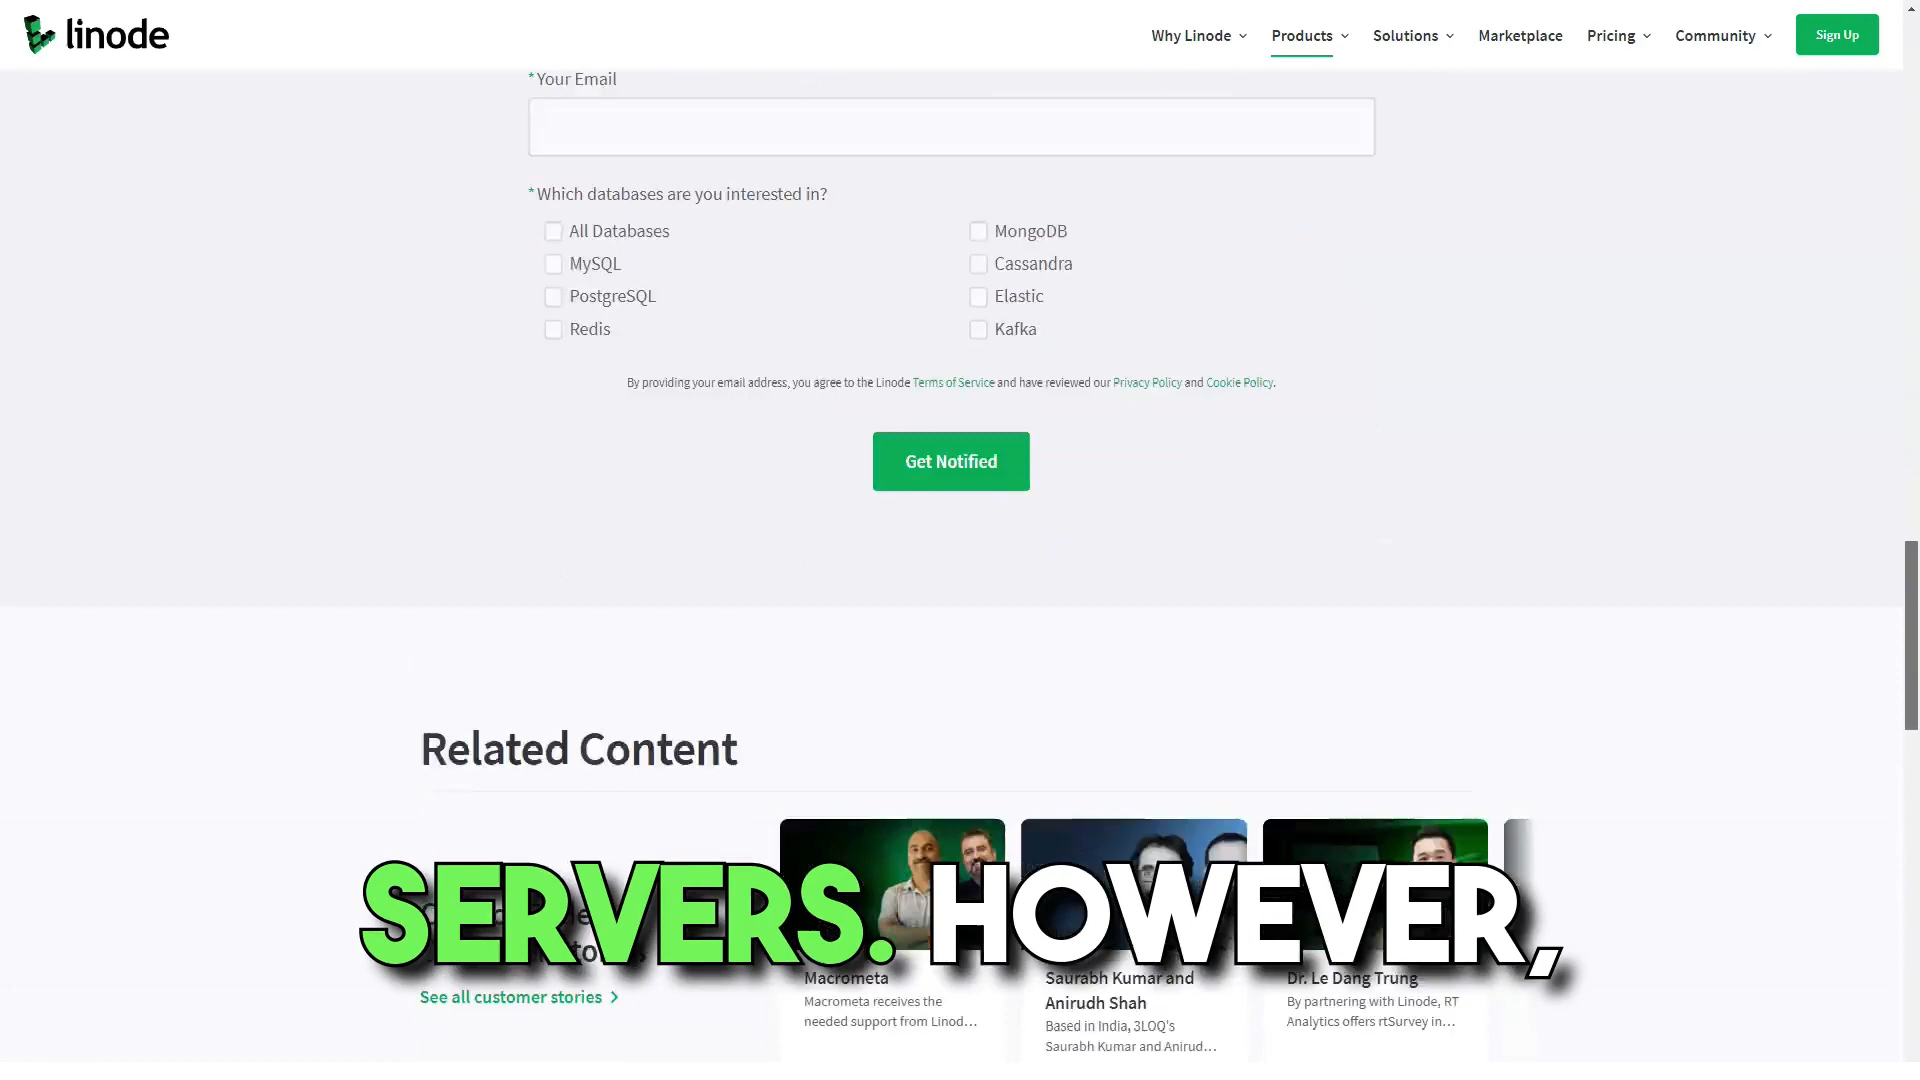 linode
Why Linode
Products
Solutions
Marketplace
Pricing
Community
Sign Up
*Your Email
*Which databases are you interested in?
All Databases
MongoDB
MySQL
Cassandra
PostgreSQL
Elastic
Redis
Kafka
By providing your email address, you agree to the Linode Terms of Service and have reviewed our Privacy Policy and Cookie Policy.
Get Notified
Related Content
SERVERS. HOWEVER,
See all customer stories
Macrometa
Macrometa receives the
needed support from Linod…
Saurabh Kumar and
Anirudh Shah
Based in India, 3LOQ's
Saurabh Kumar and Anirud…
Dr. Le Dang Trung
By partnering with Linode, RT
Analytics offers rtSurvey in…